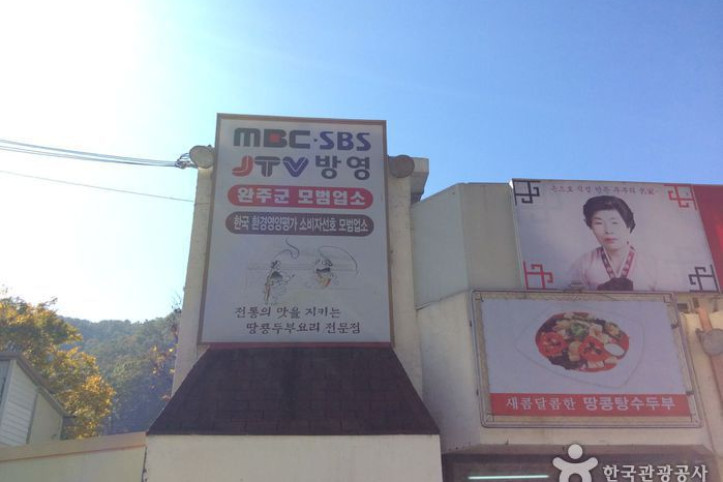 MBC·SBS
JTV 방영
완주군 모범업소
한국 환경영양평가 소비자선호 모범업소
전통의 맛을 지키는
땅콩두부요리 전문점
새콤달콤한 땅콩탕수두부
한국관광공사